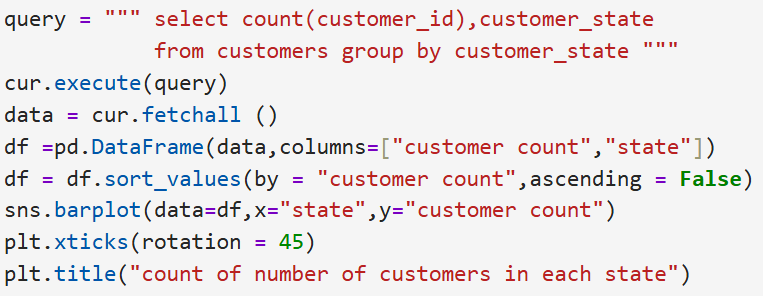 query = """ select count(customer_id),customer_state
            from customers group by customer_state """
cur.execute(query)
data = cur.fetchall ()
df =pd.DataFrame(data,columns=["customer count","state"])
df = df.sort_values(by = "customer count",ascending = False)
sns.barplot(data=df,x="state",y="customer count")
plt.xticks(rotation = 45)
plt.title("count of number of customers in each state")